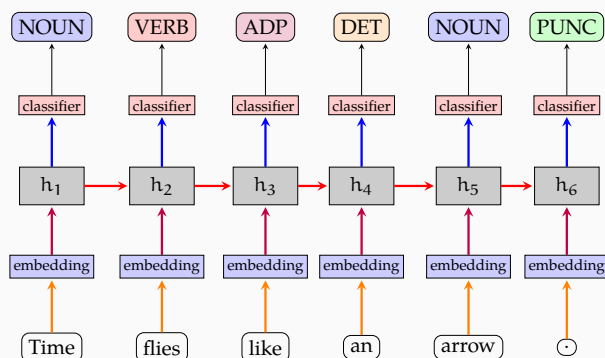 NOUN VERB ADP DET NOUN PUNC
classifier classifier classifier classifier classifier classifier
h₁ h₂ h₃ h₄ h₅ h₆
embedding embedding embedding embedding embedding embedding
Time flies like an arrow .